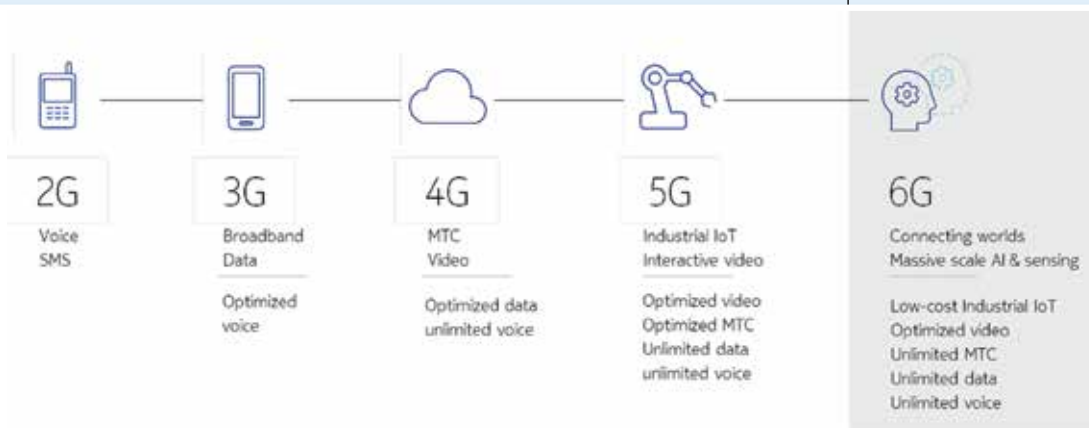 2G
Voice
SMS
3G
Broadband
Data
Optimized
voice
4G
MTC
Video
Optimized data
unlimited voice
5G
Industrial IoT
Interactive video
Optimized video
Optimized MTC
Unlimited data
unlimited voice
6G
Connecting worlds
Massive scale AI & sensing
Low-cost Industrial IoT
Optimized video
Unlimited MTC
Unlimited data
Unlimited voice